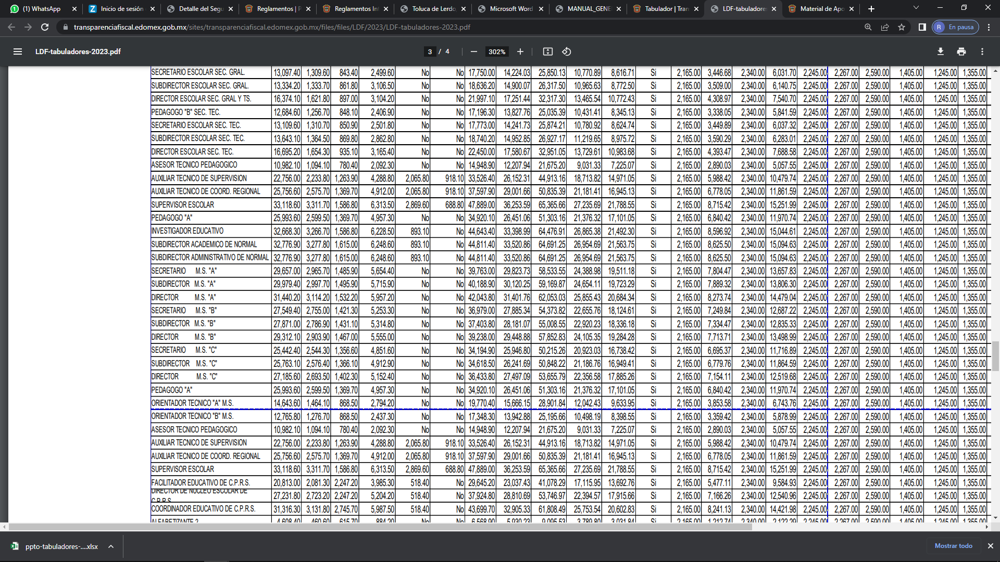 (1) WhatsApp
Inicio de sesión
Detalle del Segu
Reglamentos | P
Reglamentos Int
Toluca de Lerdo
Microsoft Word
MANUAL_GENE
Tabulador | Tran
LDF-tabuladores
Material de Apo
transparenciafiscal.edomex.gob.mx/sites/transparenciafiscal.edomex.gob.mx/files/files/LDF/2023/LDF-tabuladores-2023.pdf
R En pausa
LDF-tabuladores-2023.pdf
3 / 4
302%
SECRETARIO ESCOLAR SEC. GRAL. 13,097.40 1,309.60 843.40 2,499.60 No No 17,750.00 14,224.03 25,850.13 10,770.89 8,616.71 Si 2,165.00 3,446.68 2,340.00 6,031.70 2,245.00 2,267.00 2,590.00 1,405.00 1,245.00 1,355.00
SUBDIRECTOR ESCOLAR SEC. GRAL. 13,334.20 1,333.70 861.80 3,106.50 No No 18,636.20 14,900.07 26,317.50 10,965.63 8,772.50 Si 2,165.00 3,509.00 2,340.00 6,140.75 2,245.00 2,267.00 2,590.00 1,405.00 1,245.00 1,355.00
DIRECTOR ESCOLAR SEC. GRAL Y TS. 16,374.10 1,621.80 897.00 3,104.20 No No 21,997.10 17,251.44 32,317.30 13,465.54 10,772.43 Si 2,165.00 4,308.97 2,340.00 7,540.70 2,245.00 2,267.00 2,590.00 1,405.00 1,245.00 1,355.00
PEDAGOGO "B" SEC. TEC. 12,684.60 1,256.70 848.10 2,406.90 No No 17,196.30 13,827.76 25,035.39 10,431.41 8,345.13 Si 2,165.00 3,338.05 2,340.00 5,841.59 2,245.00 2,267.00 2,590.00 1,405.00 1,245.00 1,355.00
SECRETARIO ESCOLAR SEC. TEC. 13,109.60 1,310.70 850.90 2,501.80 No No 17,773.00 14,241.73 25,874.21 10,780.92 8,624.74 Si 2,165.00 3,449.89 2,340.00 6,037.32 2,245.00 2,267.00 2,590.00 1,405.00 1,245.00 1,355.00
SUBDIRECTOR ESCOLAR SEC. TEC. 13,643.10 1,364.50 869.80 2,862.80 No No 18,740.20 14,952.85 26,927.17 11,219.65 8,975.72 Si 2,165.00 3,590.29 2,340.00 6,283.01 2,245.00 2,267.00 2,590.00 1,405.00 1,245.00 1,355.00
DIRECTOR ESCOLAR SEC. TEC. 16,695.20 1,654.30 935.10 3,165.40 No No 22,450.00 17,580.67 32,951.05 13,729.61 10,983.68 Si 2,165.00 4,393.47 2,340.00 7,688.58 2,245.00 2,267.00 2,590.00 1,405.00 1,245.00 1,355.00
ASESOR TECNICO PEDAGOGICO 10,982.10 1,094.10 780.40 2,092.30 No No 14,948.90 12,207.94 21,675.20 9,031.33 7,225.07 Si 2,165.00 2,890.03 2,340.00 5,057.55 2,245.00 2,267.00 2,590.00 1,405.00 1,245.00 1,355.00
AUXILIAR TECNICO DE SUPERVISION 22,756.00 2,233.80 1,263.90 4,288.80 2,065.80 918.10 33,526.40 26,152.31 44,913.16 18,713.82 14,971.05 Si 2,165.00 5,988.42 2,340.00 10,479.74 2,245.00 2,267.00 2,590.00 1,405.00 1,245.00 1,355.00
AUXILIAR TECNICO DE COORD. REGIONAL 25,756.60 2,575.70 1,369.70 4,912.00 2,065.80 918.10 37,597.90 29,001.66 50,835.39 21,181.41 16,945.13 Si 2,165.00 6,778.05 2,340.00 11,861.59 2,245.00 2,267.00 2,590.00 1,405.00 1,245.00 1,355.00
SUPERVISOR ESCOLAR 33,118.60 3,311.70 1,586.80 6,313.50 2,869.60 688.80 47,889.00 36,253.59 65,365.66 27,235.69 21,788.55 Si 2,165.00 8,715.42 2,340.00 15,251.99 2,245.00 2,267.00 2,590.00 1,405.00 1,245.00 1,355.00
PEDAGOGO "A" 25,993.60 2,599.50 1,369.70 4,957.30 No No 34,920.10 26,451.06 51,303.16 21,376.32 17,101.05 Si 2,165.00 6,840.42 2,340.00 11,970.74 2,245.00 2,267.00 2,590.00 1,405.00 1,245.00 1,355.00
INVESTIGADOR EDUCATIVO 32,668.30 3,266.70 1,586.80 6,228.50 893.10 No 44,643.40 33,398.99 64,476.91 26,865.38 21,492.30 Si 2,165.00 8,596.92 2,340.00 15,044.61 2,245.00 2,267.00 2,590.00 1,405.00 1,245.00 1,355.00
SUBDIRECTOR ACADEMICO DE NORMAL 32,776.90 3,277.80 1,615.00 6,248.60 893.10 No 44,811.40 33,520.86 64,691.25 26,954.69 21,563.75 Si 2,165.00 8,625.50 2,340.00 15,094.63 2,245.00 2,267.00 2,590.00 1,405.00 1,245.00 1,355.00
SUBDIRECTOR ADMINISTRATIVO DE NORMAL 32,776.90 3,277.80 1,615.00 6,248.60 893.10 No 44,811.40 33,520.86 64,691.25 26,954.69 21,563.75 Si 2,165.00 8,625.50 2,340.00 15,094.63 2,245.00 2,267.00 2,590.00 1,405.00 1,245.00 1,355.00
SECRETARIO M.S. "A" 29,657.00 2,965.70 1,485.90 5,654.40 No No 39,763.00 29,823.73 58,533.55 24,388.98 19,511.18 Si 2,165.00 7,804.47 2,340.00 13,657.83 2,245.00 2,267.00 2,590.00 1,405.00 1,245.00 1,355.00
SUBDIRECTOR M.S. "A" 29,979.40 2,997.70 1,495.90 5,715.90 No No 40,188.90 30,120.25 59,169.87 24,654.11 19,723.29 Si 2,165.00 7,889.32 2,340.00 13,806.30 2,245.00 2,267.00 2,590.00 1,405.00 1,245.00 1,355.00
DIRECTOR M.S. "A" 31,440.20 3,114.20 1,532.20 5,957.20 No No 42,043.80 31,401.76 62,053.03 25,855.43 20,684.34 Si 2,165.00 8,273.74 2,340.00 14,479.04 2,245.00 2,267.00 2,590.00 1,405.00 1,245.00 1,355.00
SECRETARIO M.S. "B" 27,549.40 2,755.00 1,421.30 5,253.30 No No 36,979.00 27,885.34 54,373.82 22,655.76 18,124.61 Si 2,165.00 7,249.84 2,340.00 12,687.22 2,245.00 2,267.00 2,590.00 1,405.00 1,245.00 1,355.00
SUBDIRECTOR M.S. "B" 27,871.00 2,786.90 1,431.10 5,314.80 No No 37,403.80 28,181.07 55,008.55 22,920.23 18,336.18 Si 2,165.00 7,334.47 2,340.00 12,835.33 2,245.00 2,267.00 2,590.00 1,405.00 1,245.00 1,355.00
DIRECTOR M.S. "B" 29,312.10 2,903.90 1,467.00 5,555.00 No No 39,238.00 29,448.88 57,852.83 24,105.35 19,284.28 Si 2,165.00 7,713.71 2,340.00 13,498.99 2,245.00 2,267.00 2,590.00 1,405.00 1,245.00 1,355.00
SECRETARIO M.S. "C" 25,442.40 2,544.30 1,356.60 4,851.60 No No 34,194.90 25,946.80 50,215.26 20,923.03 16,738.42 Si 2,165.00 6,695.37 2,340.00 11,716.89 2,245.00 2,267.00 2,590.00 1,405.00 1,245.00 1,355.00
SUBDIRECTOR M.S. "C" 25,763.10 2,576.40 1,366.10 4,912.90 No No 34,618.50 26,241.69 50,848.22 21,186.76 16,949.41 Si 2,165.00 6,779.76 2,340.00 11,864.59 2,245.00 2,267.00 2,590.00 1,405.00 1,245.00 1,355.00
DIRECTOR M.S. "C" 27,185.60 2,693.50 1,402.30 5,152.40 No No 36,433.80 27,497.09 53,655.79 22,356.58 17,885.26 Si 2,165.00 7,154.11 2,340.00 12,519.68 2,245.00 2,267.00 2,590.00 1,405.00 1,245.00 1,355.00
PEDAGOGO "A" 25,993.60 2,599.50 1,369.70 4,957.30 No No 34,920.10 26,451.06 51,303.16 21,376.32 17,101.05 Si 2,165.00 6,840.42 2,340.00 11,970.74 2,245.00 2,267.00 2,590.00 1,405.00 1,245.00 1,355.00
ORIENTADOR TECNICO "A" M.S. 14,643.60 1,464.10 868.50 2,794.20 No No 19,770.40 15,666.15 28,901.84 12,042.43 9,633.95 Si 2,165.00 3,853.58 2,340.00 6,743.76 2,245.00 2,267.00 2,590.00 1,405.00 1,245.00 1,355.00
ORIENTADOR TECNICO "B" M.S. 12,765.80 1,276.70 868.50 2,437.30 No No 17,348.30 13,942.88 25,195.66 10,498.19 8,398.55 Si 2,165.00 3,359.42 2,340.00 5,878.99 2,245.00 2,267.00 2,590.00 1,405.00 1,245.00 1,355.00
ASESOR TECNICO PEDAGOGICO 10,982.10 1,094.10 780.40 2,092.30 No No 14,948.90 12,207.94 21,675.20 9,031.33 7,225.07 Si 2,165.00 2,890.03 2,340.00 5,057.55 2,245.00 2,267.00 2,590.00 1,405.00 1,245.00 1,355.00
AUXILIAR TECNICO DE SUPERVISION 22,756.00 2,233.80 1,263.90 4,288.80 2,065.80 918.10 33,526.40 26,152.31 44,913.16 18,713.82 14,971.05 Si 2,165.00 5,988.42 2,340.00 10,479.74 2,245.00 2,267.00 2,590.00 1,405.00 1,245.00 1,355.00
AUXILIAR TECNICO DE COORD. REGIONAL 25,756.60 2,575.70 1,369.70 4,912.00 2,065.80 918.10 37,597.90 29,001.66 50,835.39 21,181.41 16,945.13 Si 2,165.00 6,778.05 2,340.00 11,861.59 2,245.00 2,267.00 2,590.00 1,405.00 1,245.00 1,355.00
SUPERVISOR ESCOLAR 33,118.60 3,311.70 1,586.80 6,313.50 2,869.60 688.80 47,889.00 36,253.59 65,365.66 27,235.69 21,788.55 Si 2,165.00 8,715.42 2,340.00 15,251.99 2,245.00 2,267.00 2,590.00 1,405.00 1,245.00 1,355.00
FACILITADOR EDUCATIVO DE C.P.R.S. 20,813.00 2,081.30 2,247.20 3,985.30 518.40 No 29,645.20 23,037.43 41,078.29 17,115.95 13,692.76 Si 2,165.00 5,477.11 2,340.00 9,584.93 2,245.00 2,267.00 2,590.00 1,405.00 1,245.00 1,355.00
DIRECTOR DE NUCLEO ESCOLAR DE
C.P.R.S. 27,231.80 2,723.20 2,247.20 5,204.20 518.40 No 37,924.80 28,810.69 53,746.97 22,394.57 17,915.66 Si 2,165.00 7,166.26 2,340.00 12,540.96 2,245.00 2,267.00 2,590.00 1,405.00 1,245.00 1,355.00
COORDINADOR EDUCATIVO DE C.P.R.S. 31,316.30 3,131.80 2,745.70 5,987.50 518.40 No 43,699.70 32,905.33 61,808.49 25,753.54 20,602.83 Si 2,165.00 8,241.13 2,340.00 14,421.98 2,245.00 2,267.00 2,590.00 1,405.00 1,245.00 1,355.00
ALFABETIZANTE 2 4,608.40 460.60 615.70 884.20 No No 6,568.90 5,930.23 9,095.53 3,789.80 3,031.84 Si 2,165.00 1,212.74 2,340.00 2,122.29 2,245.00 2,267.00 2,590.00 1,405.00 1,245.00 1,355.00
ppto-tabuladores-....xlsx
Mostrar todo